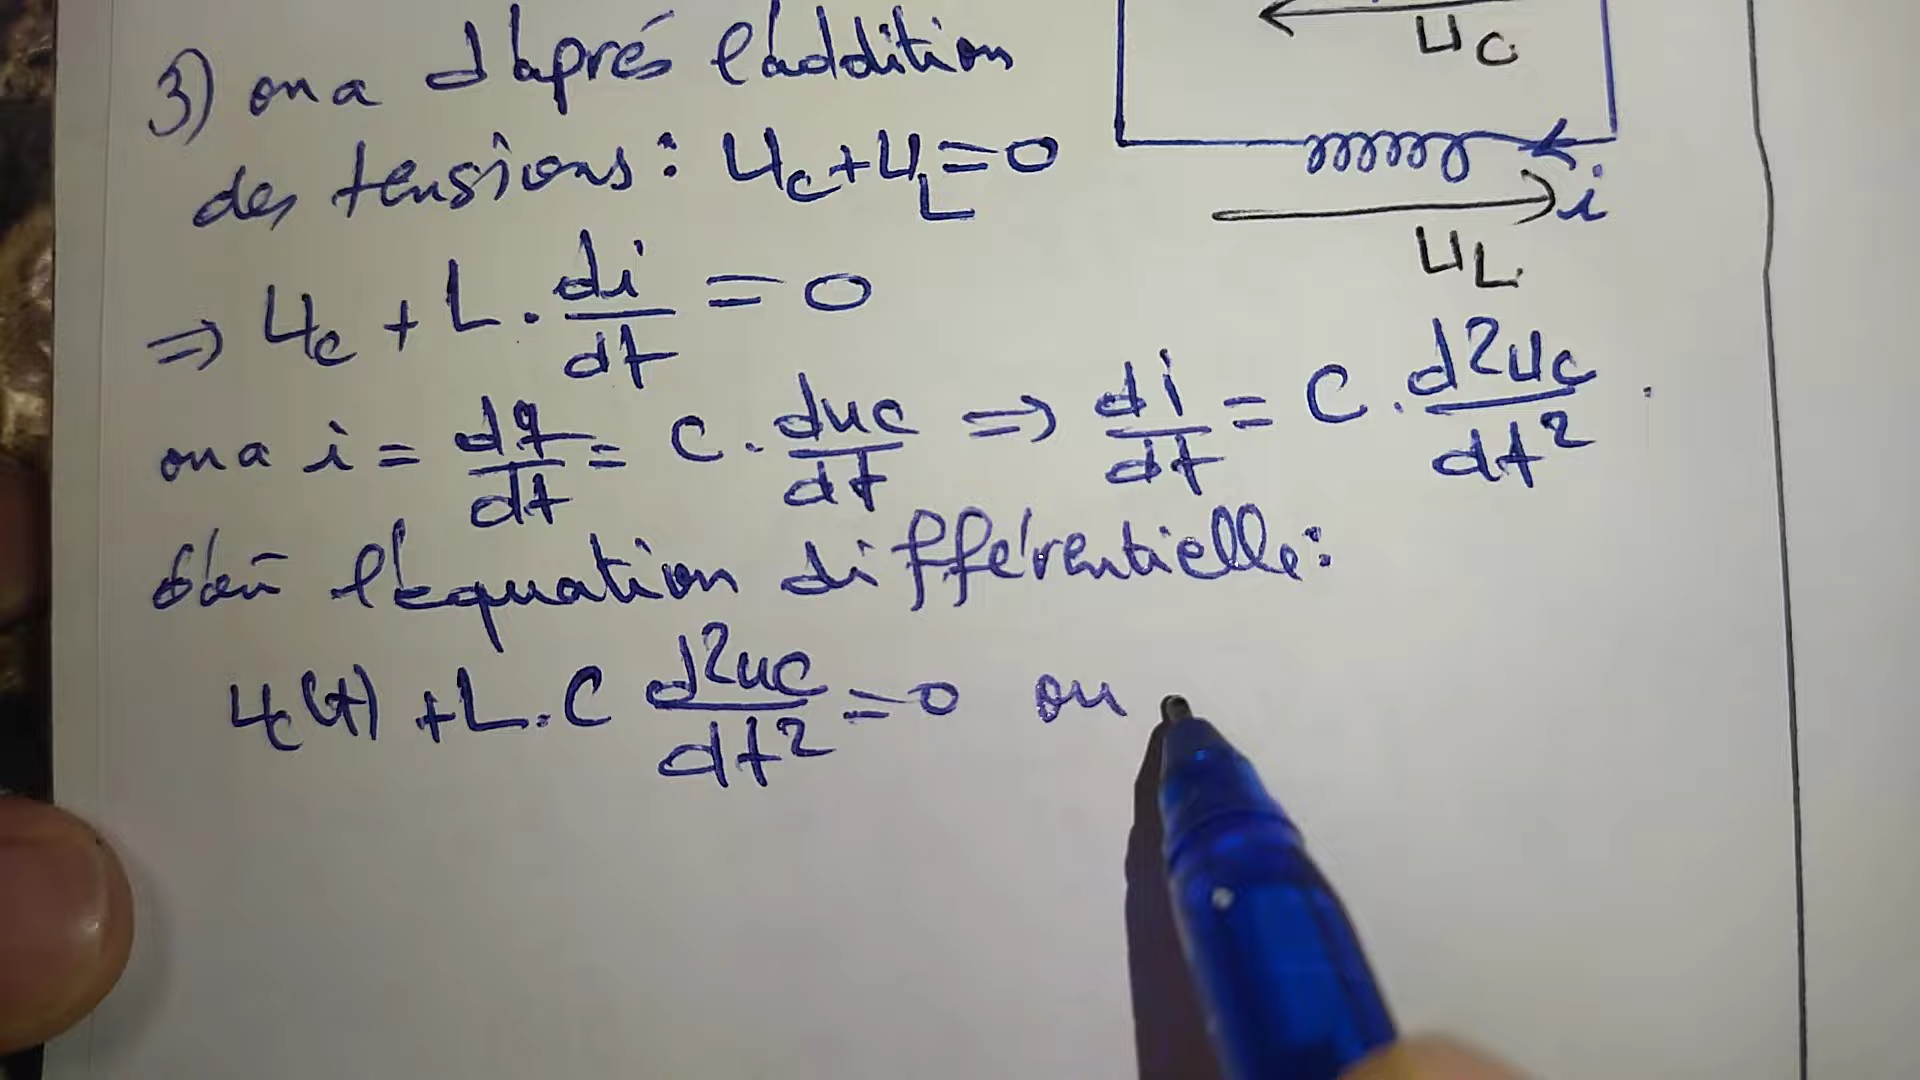 3) on a d'aprés l'addition
des tensions : uc + uL = 0
⇒ uc + L . di/dt = 0
on a i = dq/dt = C . duc/dt ⇒ di/dt = C . d²uc/dt² .
d'où l'équation différentielle :
uc(t) + L . C d²uc/dt² = 0 ou
uc
i
uL